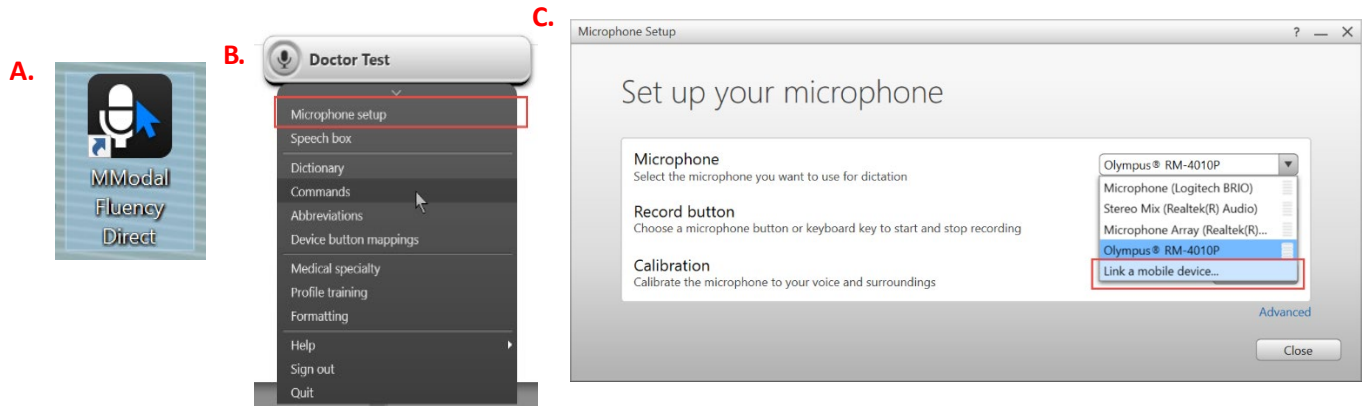 A.
MModal
Fluency
Direct
B.
Doctor Test
Microphone setup
Speech box
Dictionary
Commands
Abbreviations
Device button mappings
Medical specialty
Profile training
Formatting
Help
Sign out
Quit
C.
Microphone Setup
Set up your microphone
Microphone
Select the microphone you want to use for dictation
Record button
Choose a microphone button or keyboard key to start and stop recording
Calibration
Calibrate the microphone to your voice and surroundings
Olympus® RM-4010P
Microphone (Logitech BRIO)
Stereo Mix (Realtek(R) Audio)
Microphone Array (Realtek(R)...
Olympus® RM-4010P
Link a mobile device...
Advanced
Close